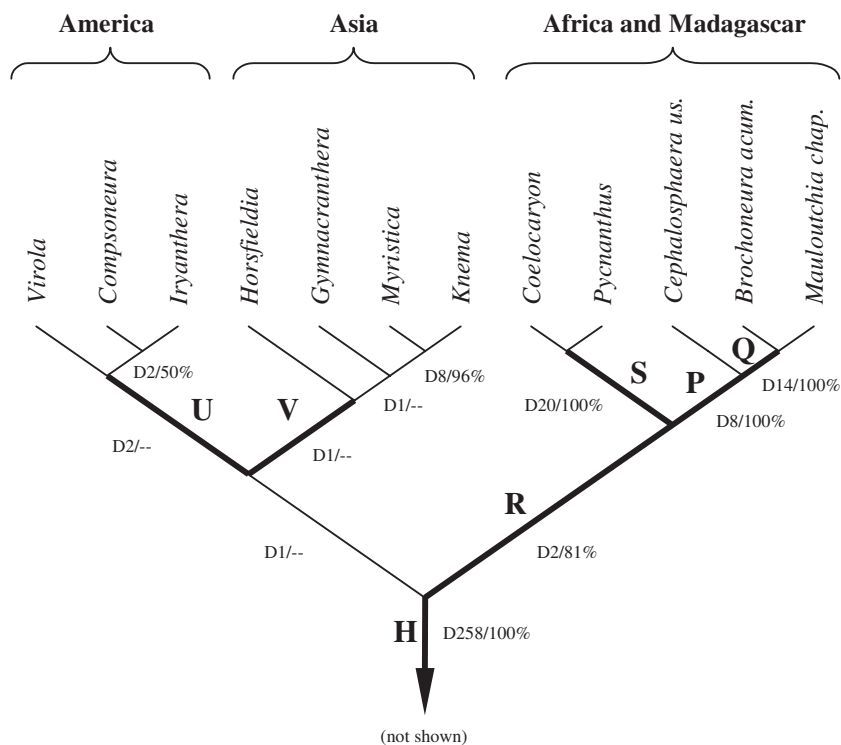 America
Asia
Africa and Madagascar
Virola
Compsoneura
Iryanthera
Horsfieldia
Gymnacranthera
Myristica
Knema
Coelocaryon
Pycnanthus
Cephalosphaera us.
Brochoneura acum.
Mauloutchia chap.
Q
D2/50%
D8/96%
S
P
D14/100%
U
V
D1/--
D20/100%
D8/100%
D2/--
D1/--
R
D1/--
D2/81%
H
D258/100%
(not shown)